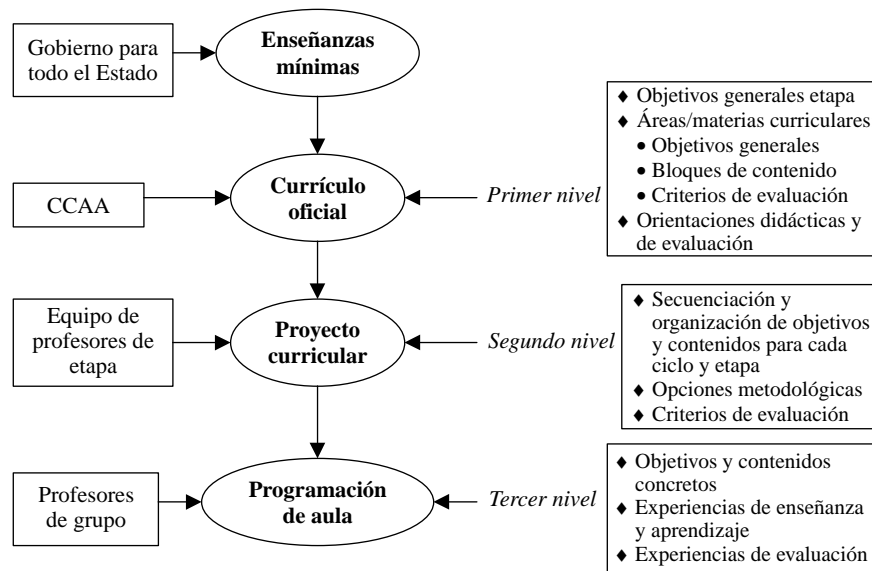 Gobierno para
todo el Estado
Enseñanzas
mínimas
CCAA
Currículo
oficial
Primer nivel
♦ Objetivos generales etapa
♦ Áreas/materias curriculares
• Objetivos generales
• Bloques de contenido
• Criterios de evaluación
♦ Orientaciones didácticas y
de evaluación
Equipo de
profesores de
etapa
Proyecto
curricular
Segundo nivel
♦ Secuenciación y
organización de objetivos
y contenidos para cada
ciclo y etapa
♦ Opciones metodológicas
♦ Criterios de evaluación
Profesores
de grupo
Programación
de aula
Tercer nivel
♦ Objetivos y contenidos
concretos
♦ Experiencias de enseñanza
y aprendizaje
♦ Experiencias de evaluación